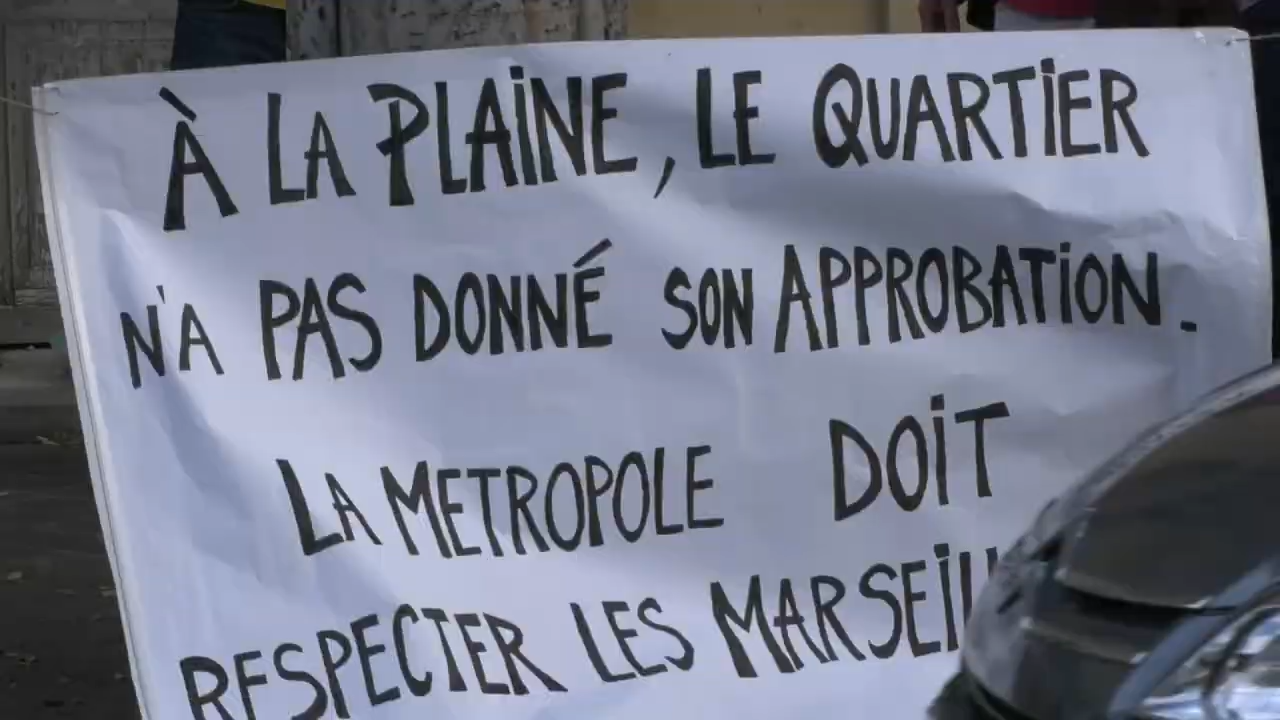 À LA PLAINE, LE QUARTIER
N'A PAS DONNÉ SON APPROBATION.
LA METROPOLE DOIT
RESPECTER LES